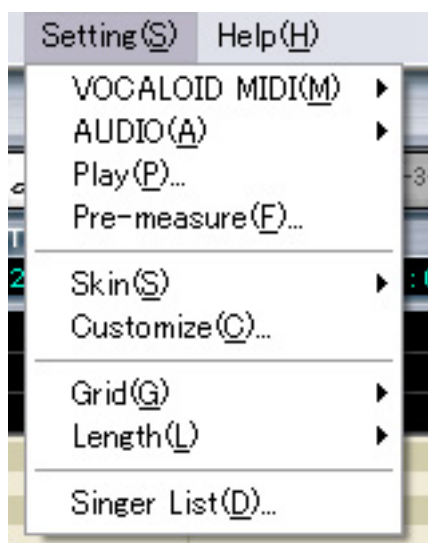 Setting(S) Help(H)
VOCALOID MIDI(M)
AUDIO(A)
Play(P)...
Pre-measure(F)...
Skin(S)
Customize(C)...
Grid(G)
Length(L)
Singer List(D)...